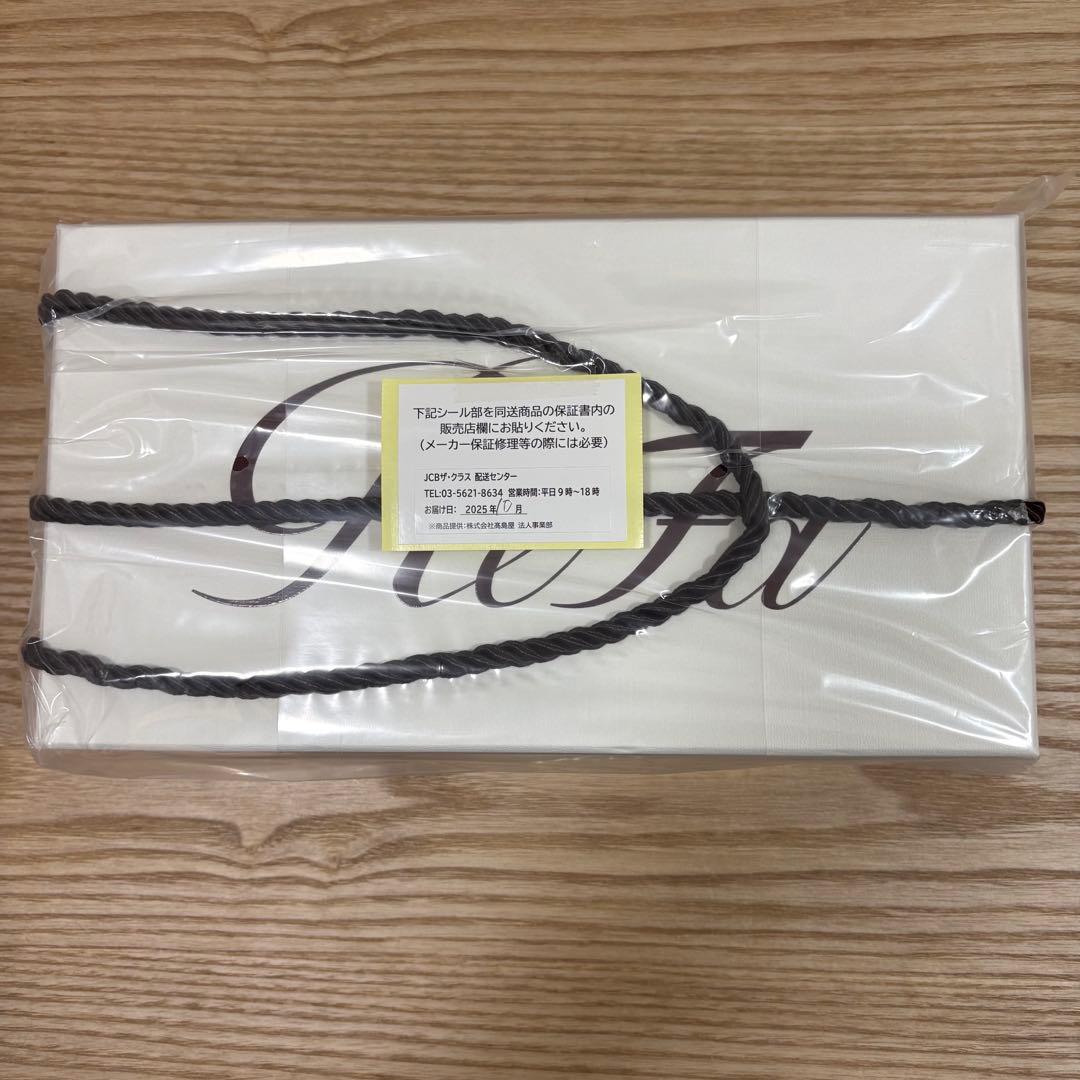 ReFa
下記シール部を同送商品の保証書内の
販売店欄にお貼りください。
(メーカー保証修理等の際には必要)
JCBザ・クラス 配送センター
TEL:03-5621-8634 営業時間:平日9時～18時
お届け日: 2025年10月
※商品提供:株式会社髙島屋 法人事業部